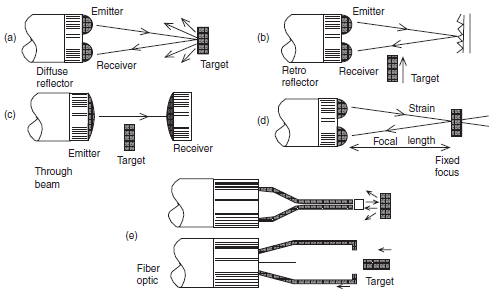 (a)
Emitter
Receiver
Target
Diffuse
reflector
(b)
Emitter
Retro
reflector
Receiver
Target
(c)
Emitter
Target
Receiver
Through
beam
(d)
Strain
Focal length
Fixed
focus
(e)
Fiber
optic
Target